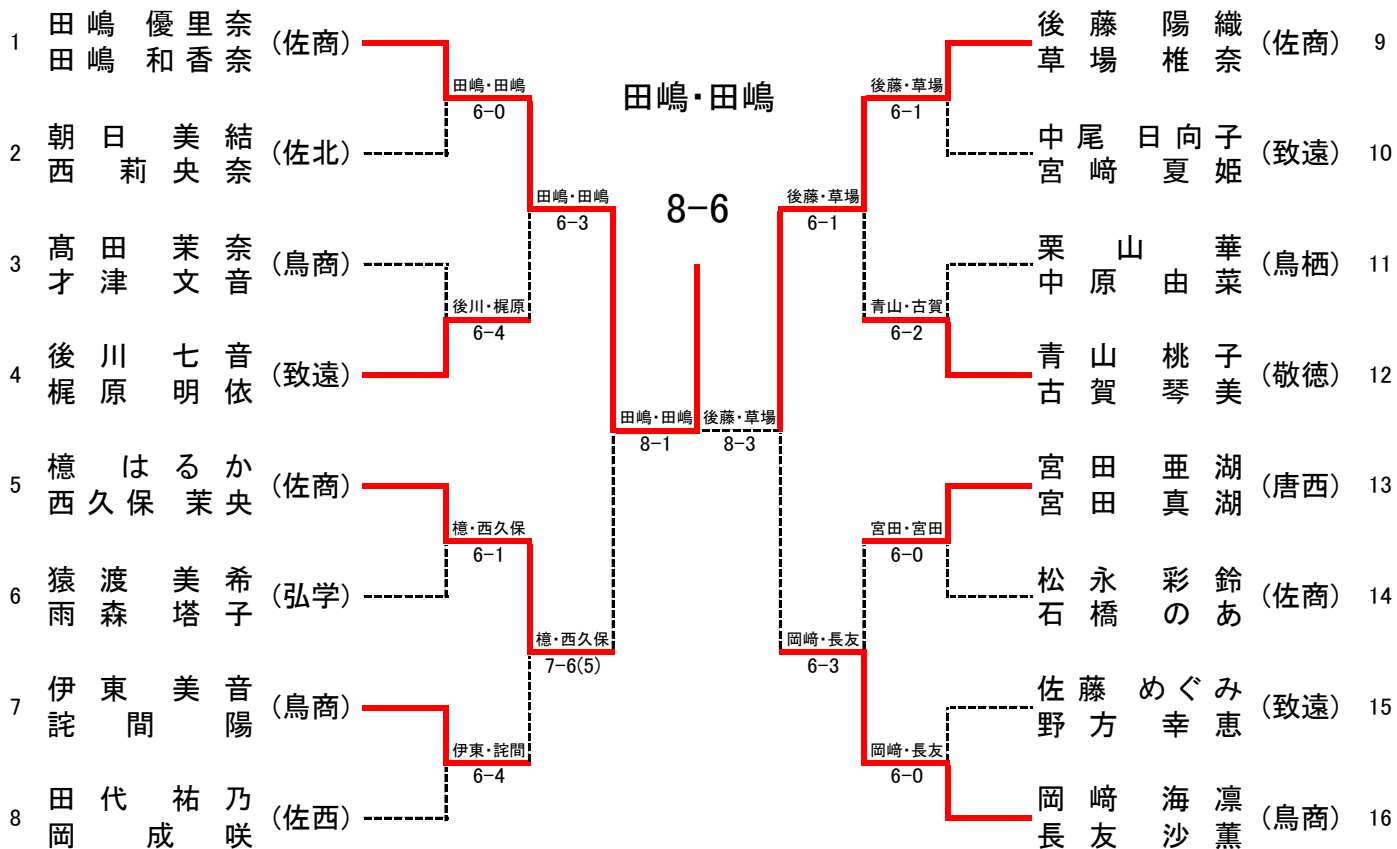 1 田嶋 優里奈 (佐商)
田嶋 和香奈
2 朝日 美結 (佐北)
西 莉央奈
3 髙田 茉奈 (鳥商)
才津 文音
4 後川 七音 (致遠)
梶原 明依
5 檍 はるか (佐商)
西久保 茉央
6 猿渡 美希 (弘学)
雨森 塔子
7 伊東 美音 (鳥商)
詫間 陽
8 田代 祐乃 (佐西)
岡 成咲
田嶋・田嶋
6-0
後川・梶原
6-4
檍・西久保
6-1
伊東・詫間
6-4
田嶋・田嶋
6-3
檍・西久保
7-6(5)
田嶋・田嶋
8-1
田嶋・田嶋
8-6
後藤・草場
8-3
後藤・草場
6-1
岡﨑・長友
6-3
後藤・草場
6-1
青山・古賀
6-2
宮田・宮田
6-0
岡﨑・長友
6-0
後藤 陽織 (佐商) 9
草場 椎奈
中尾 日向子 (致遠) 10
宮﨑 夏姫
栗山 華 (鳥栖) 11
中原 由菜
青山 桃子 (敬徳) 12
古賀 琴美
宮田 亜湖 (唐西) 13
宮田 真湖
松永 彩鈴 (佐商) 14
石橋 のあ
佐藤 めぐみ (致遠) 15
野方 幸恵
岡﨑 海凛 (鳥商) 16
長友 沙薫